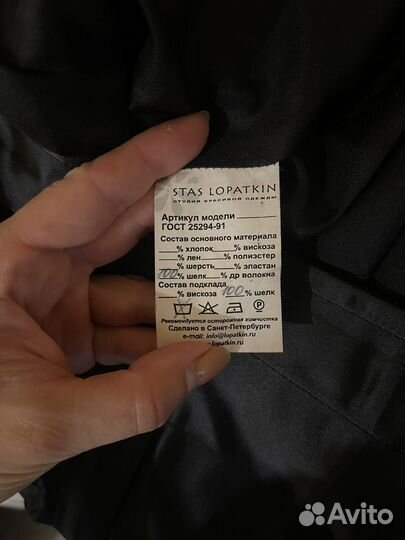 STAS LOPATKIN
СТУДИЯ КРАСИВОЙ ОДЕЖДЫ
Артикул модели
ГОСТ 25294-91
Состав основного материала
% хлопок % вискоза
% лен % полиэстер
% шерсть % эластан
100 % шелк % др волокна
Состав подклада
% вискоза 100 % шелк
Рекомендуется осторожная химчистка
Сделано в Санкт-Петербурге
e-mail: info@lopatkin.ru
lopatkin.ru
Avito